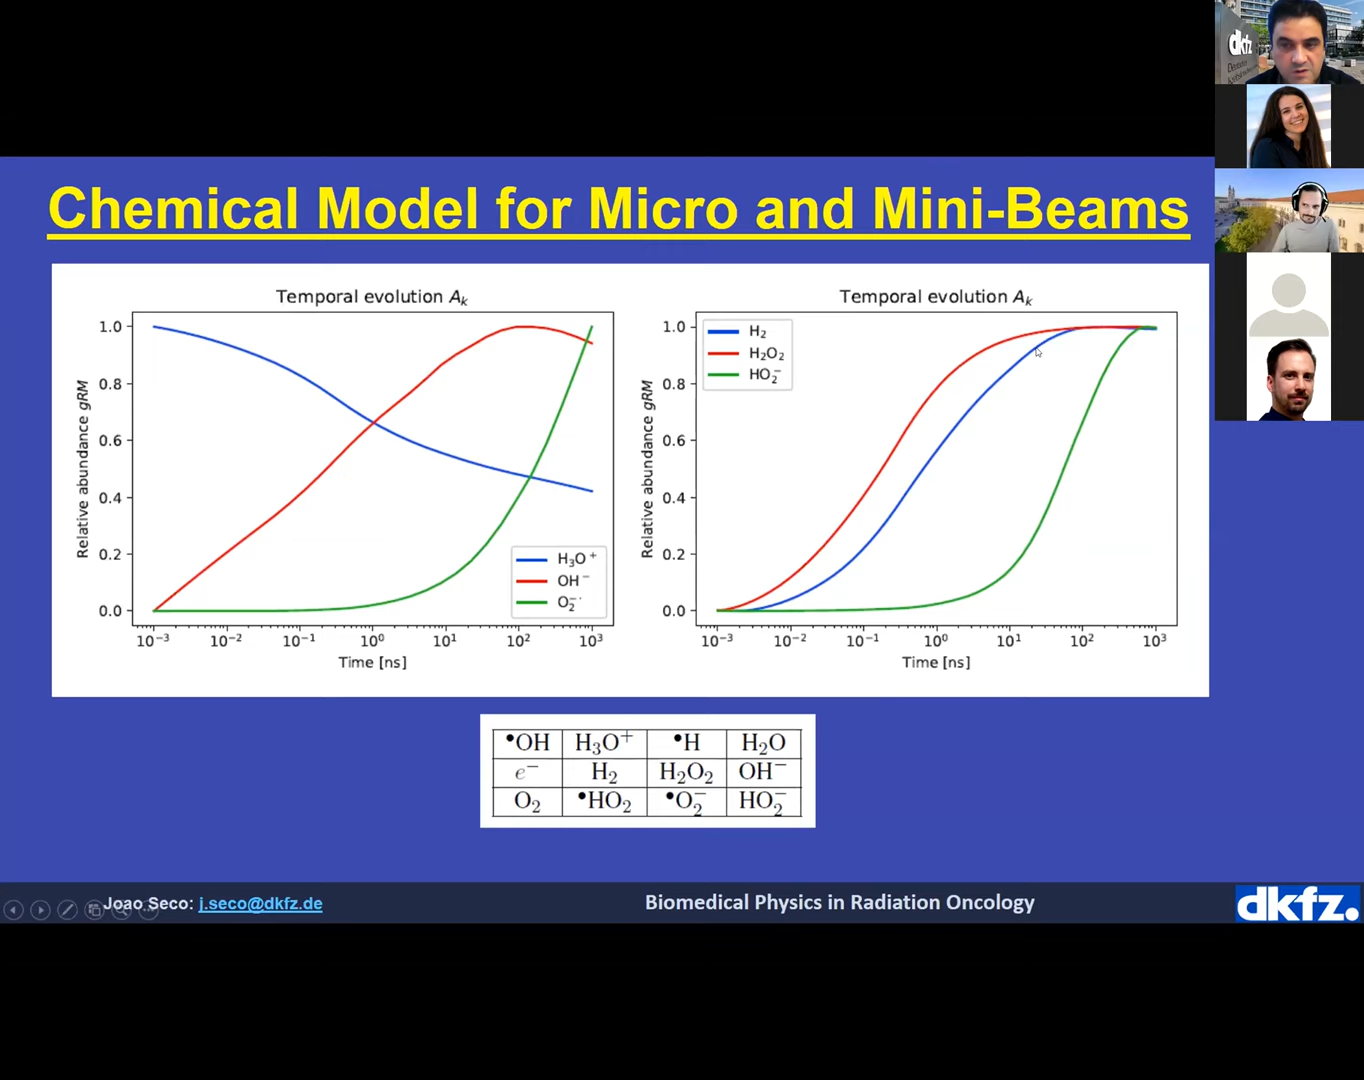 dkfz
Chemical Model for Micro and Mini-Beams
Temporal evolution Aₖ
Relative abundance gRM
1.0
0.8
0.6
0.4
0.2
0.0
H₃O⁺
OH⁻
O₂⁻·
10⁻³ 10⁻² 10⁻¹ 10⁰ 10¹ 10² 10³
Time [ns]
Temporal evolution Aₖ
Relative abundance gRM
1.0
0.8
0.6
0.4
0.2
0.0
H₂
H₂O₂
HO₂⁻
10⁻³ 10⁻² 10⁻¹ 10⁰ 10¹ 10² 10³
Time [ns]
•OH H₃O⁺ •H H₂O
e⁻ H₂ H₂O₂ OH⁻
O₂ •HO₂ •O₂⁻ HO₂⁻
Joao Seco: j.seco@dkfz.de
Biomedical Physics in Radiation Oncology
dkfz.